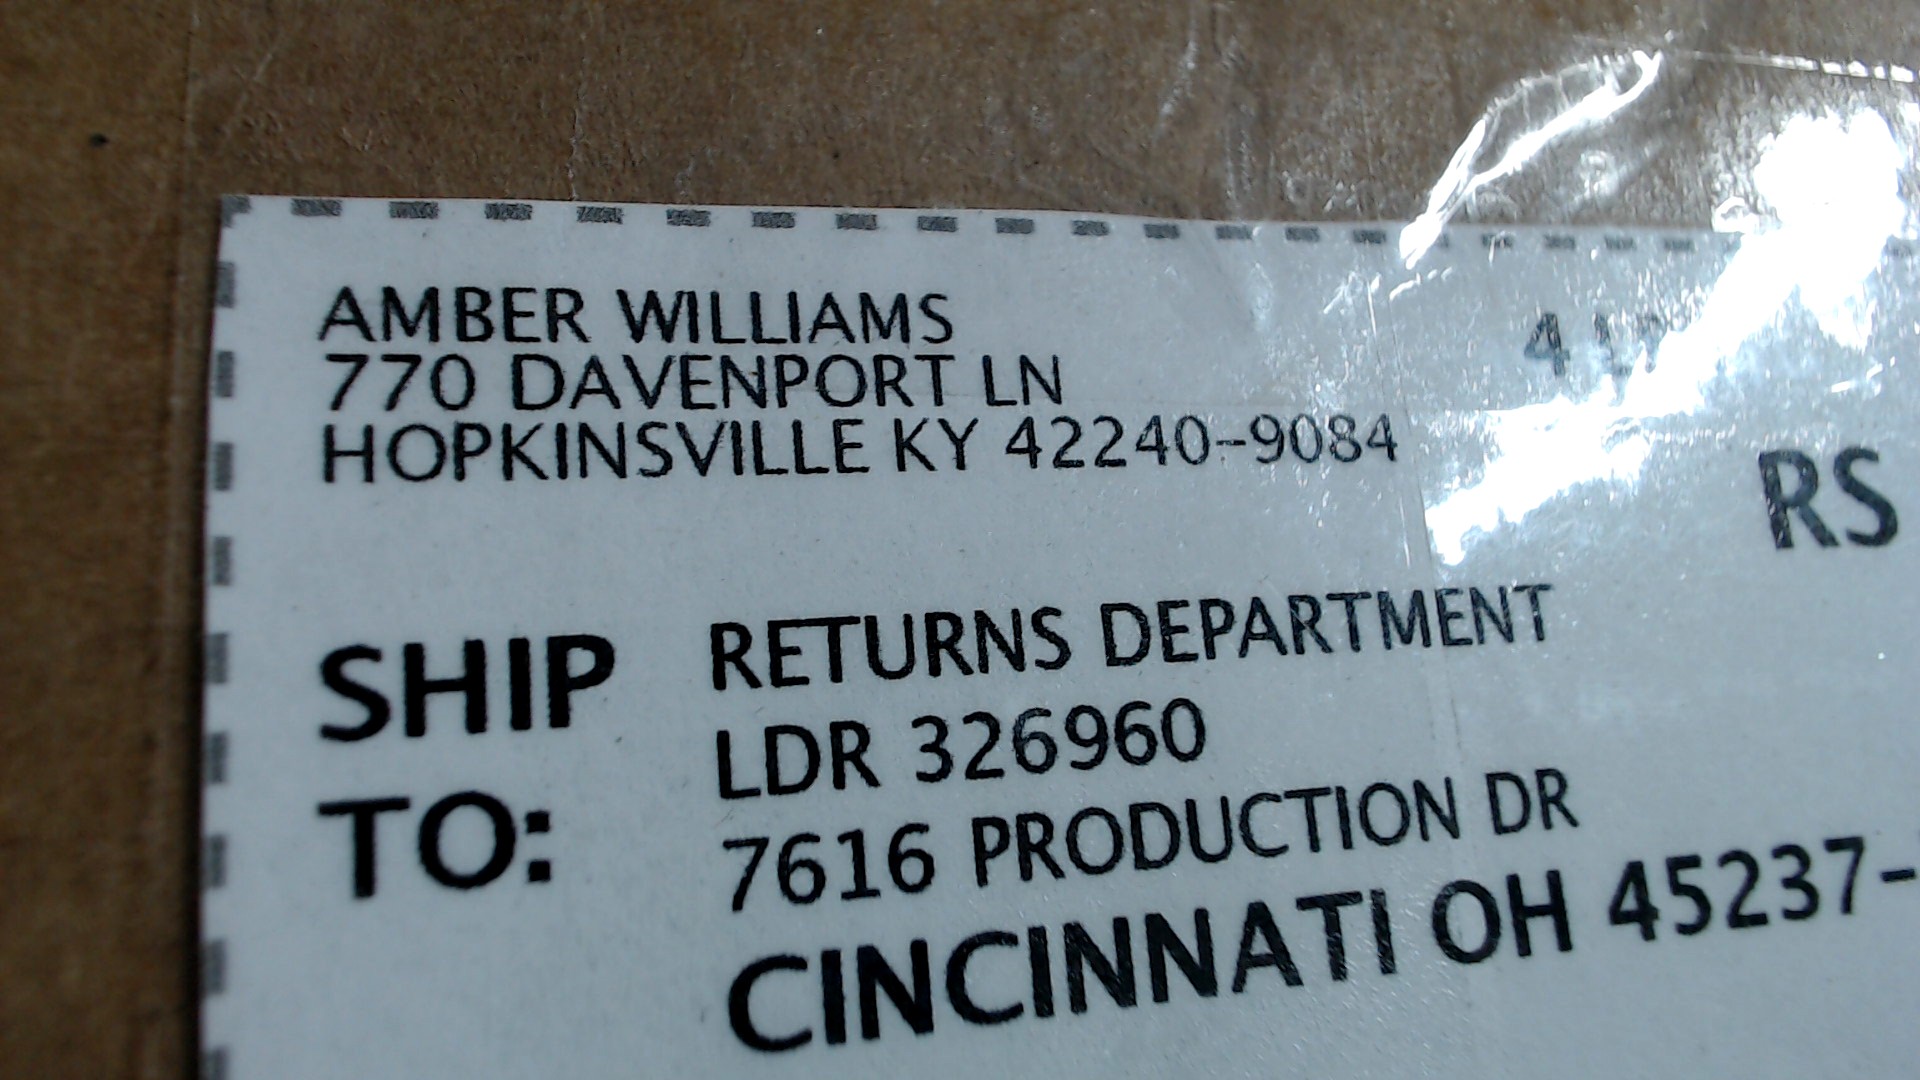 AMBER WILLIAMS
770 DAVENPORT LN
HOPKINSVILLE KY 42240-9084
RS
SHIP TO:
RETURNS DEPARTMENT
LDR 326960
7616 PRODUCTION DR
CINCINNATI OH 45237-